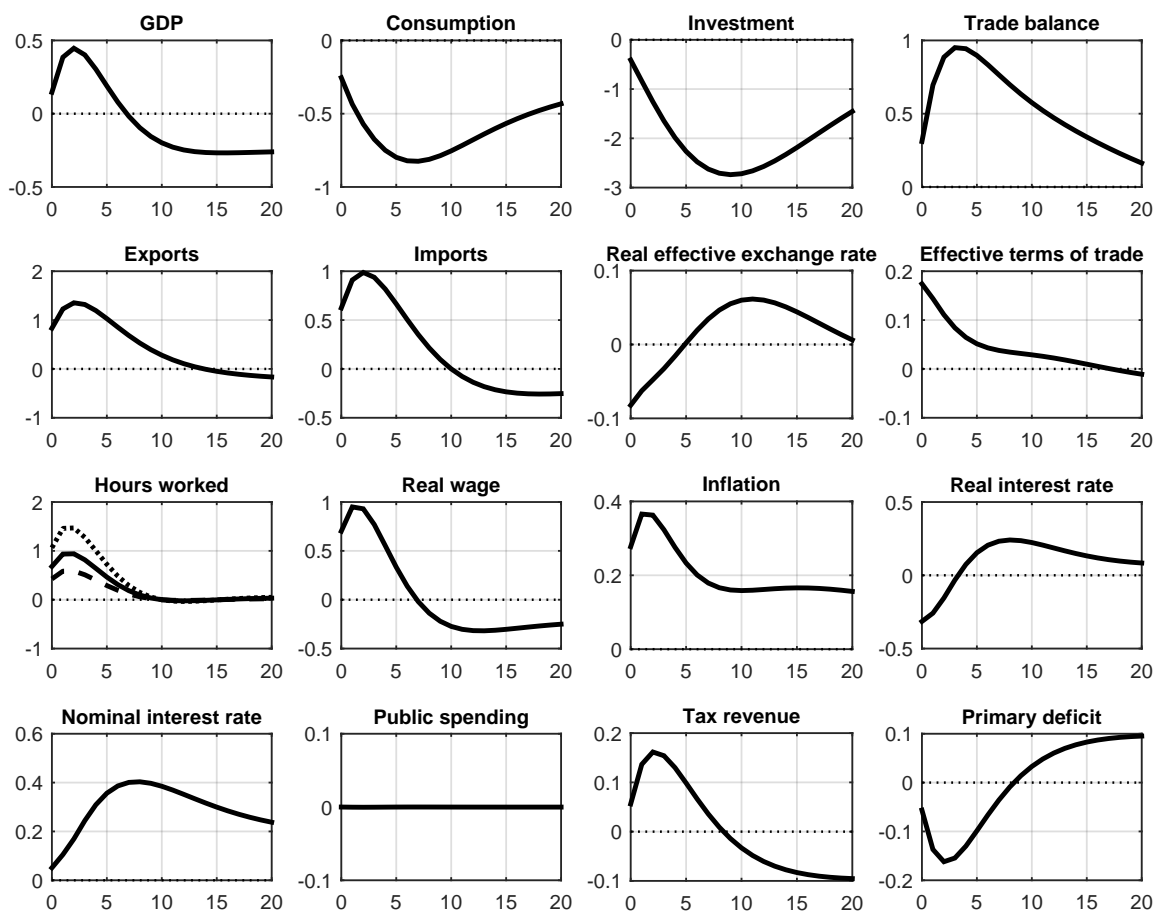 GDP Consumption Investment Trade balance
0.5 0 0 1
-1
0 -0.5 0.5
-2
-0.5 -1 -3 0
0 5 10 15 20 0 5 10 15 20 0 5 10 15 20 0 5 10 15 20
Exports Imports Real effective exchange rate Effective terms of trade
2 1 0.1 0.2
1 0.5 0 0.1
0 0 0
-1 -0.5 -0.1 -0.1
0 5 10 15 20 0 5 10 15 20 0 5 10 15 20 0 5 10 15 20
Hours worked Real wage Inflation Real interest rate
2 1 0.4 0.5
1 0.5 0.2 0
0 0
-1 -0.5 0 -0.5
0 5 10 15 20 0 5 10 15 20 0 5 10 15 20 0 5 10 15 20
Nominal interest rate Public spending Tax revenue Primary deficit
0.6 0.1 0.2 0.1
0.4 0 0.1 0
0.2 0 -0.1
0 -0.1 -0.1 -0.2
0 5 10 15 20 0 5 10 15 20 0 5 10 15 20 0 5 10 15 20